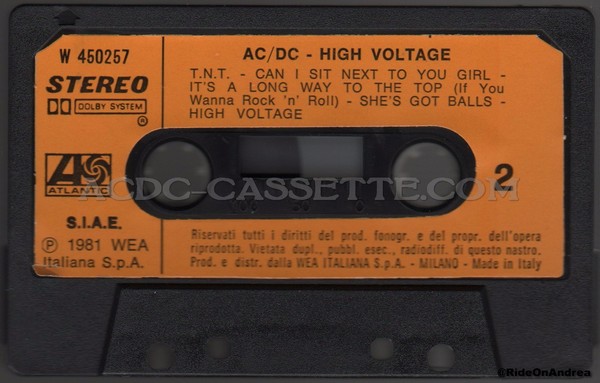 W 450257
AC/DC - HIGH VOLTAGE
STEREO
DOLBY SYSTEM
®
T.N.T. - CAN I SIT NEXT TO YOU GIRL -
IT'S A LONG WAY TO THE TOP (If You
Wanna Rock 'n' Roll) - SHE'S GOT BALLS -
HIGH VOLTAGE
ATLANTIC
ACDC-CASSETTE.COM
2
S.I.A.E.
Ⓟ 1981 WEA
Italiana S.p.A.
Riservati tutti i diritti del prod. fonogr. e del propr. dell'opera
riprodotta. Vietata dupl., pubbl. esec., radiodiff. di questo nastro.
Prod. e distr. dalla WEA ITALIANA S.p.A. - MILANO - Made in Italy
©RideOnAndrea